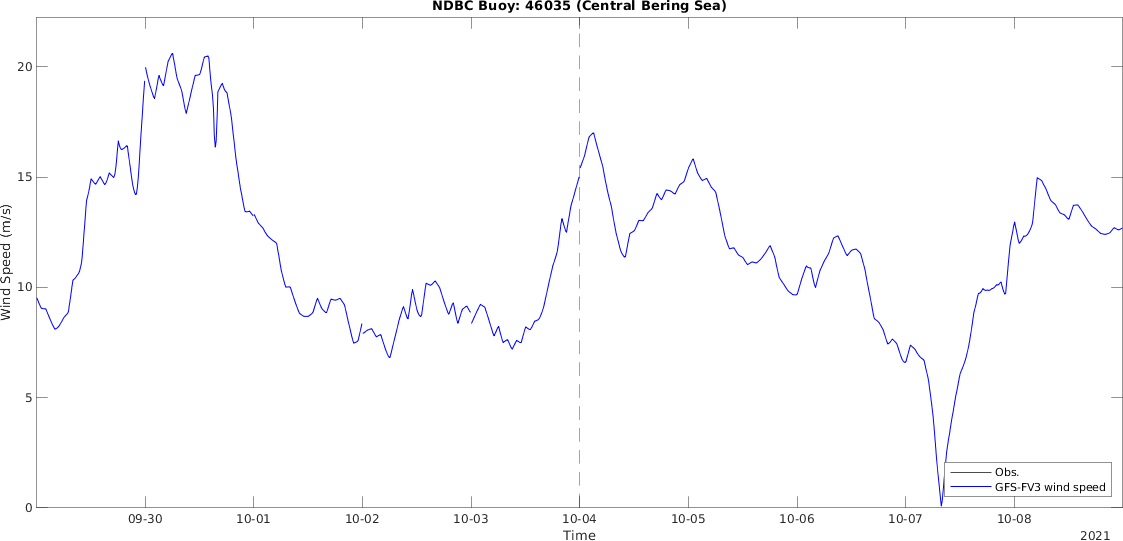 NDBC Buoy: 46035 (Central Bering Sea)
20
15
10
5
0
Wind Speed (m/s)
09-30 10-01 10-02 10-03 10-04 10-05 10-06 10-07 10-08
Time
2021
Obs.
GFS-FV3 wind speed